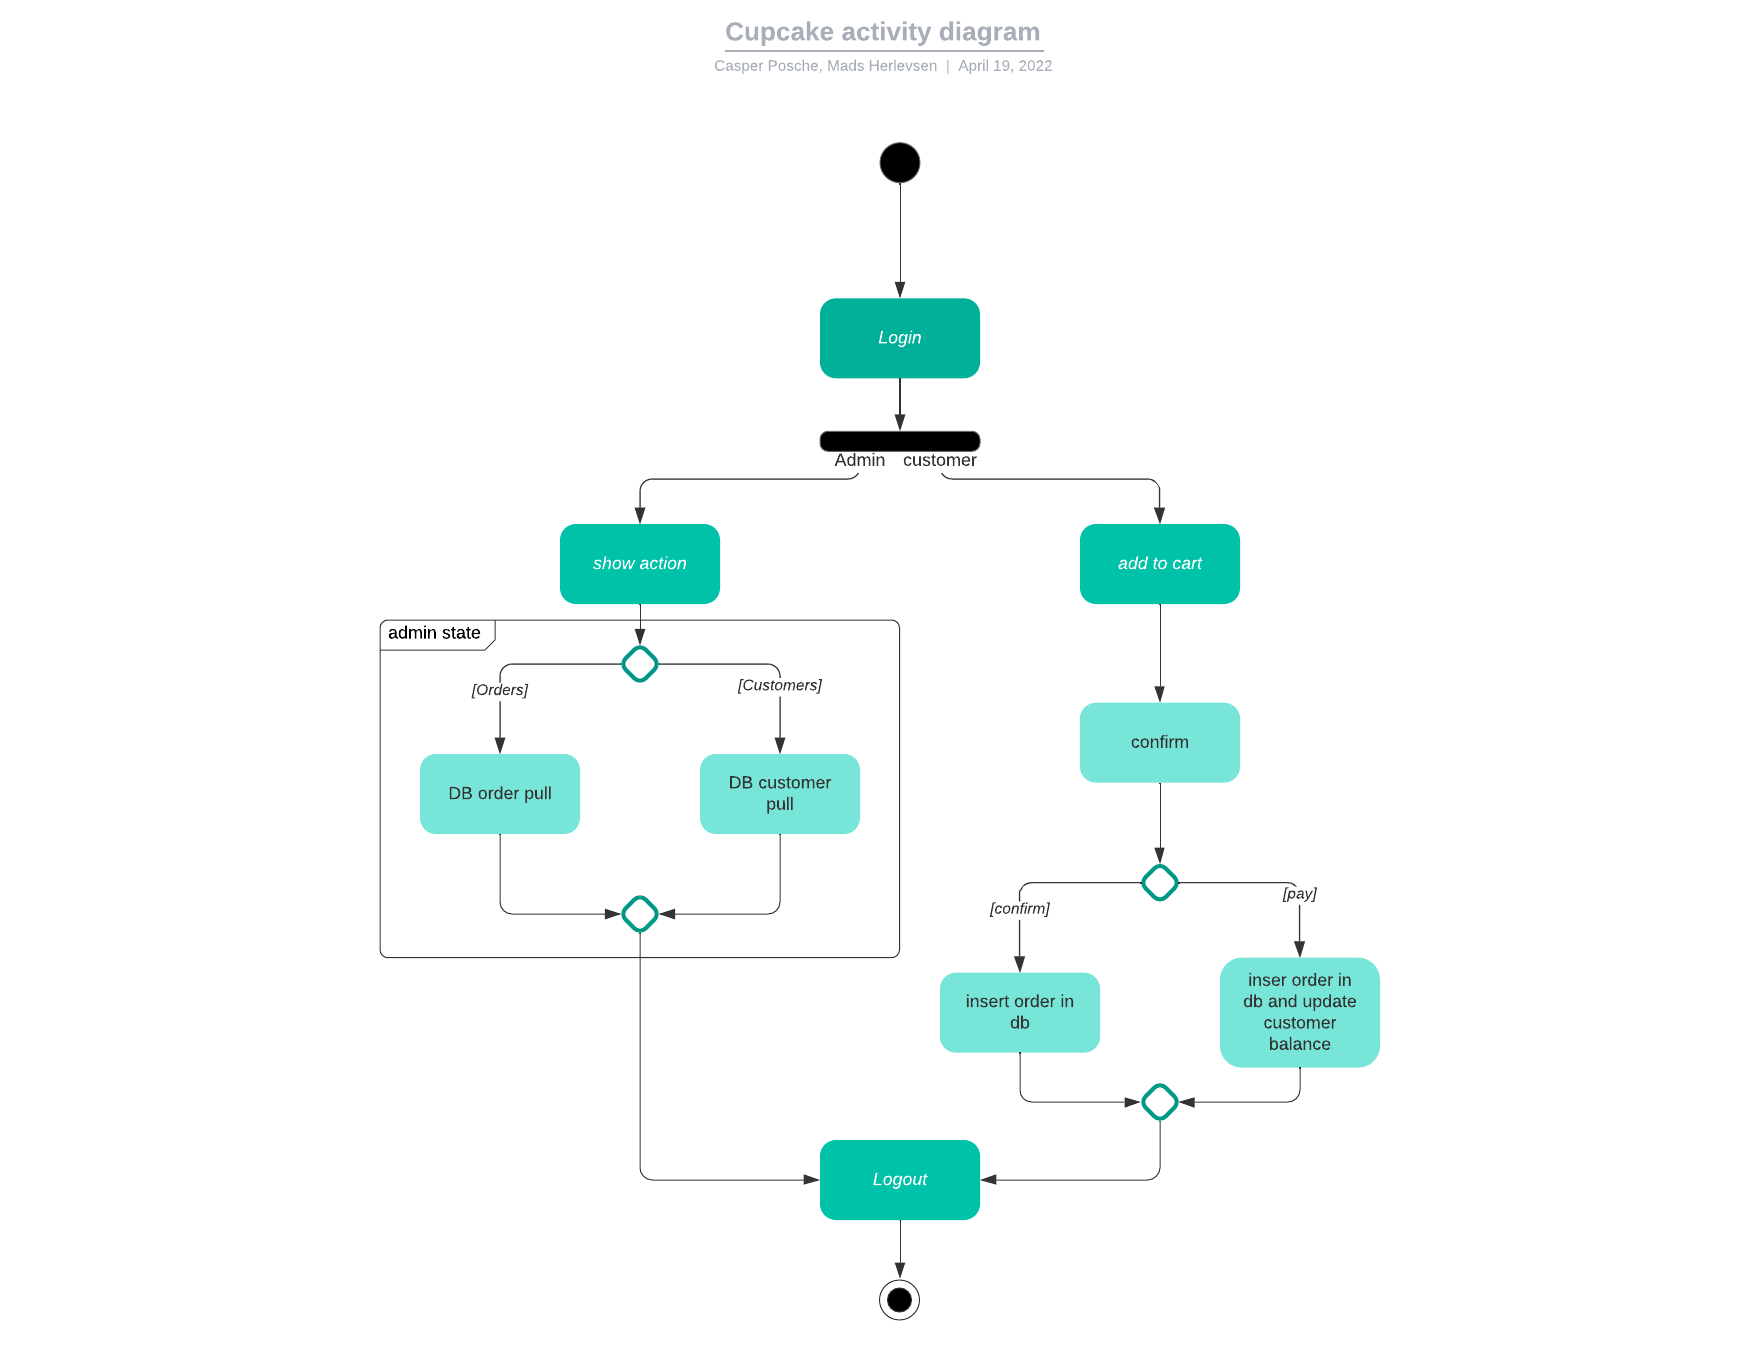 Cupcake activity diagram
Casper Posche, Mads Herlevsen | April 19, 2022
Login
Admin customer
show action
add to cart
admin state
[Orders]
[Customers]
DB order pull
DB customer
pull
confirm
[confirm]
[pay]
insert order in
db
inser order in
db and update
customer
balance
Logout